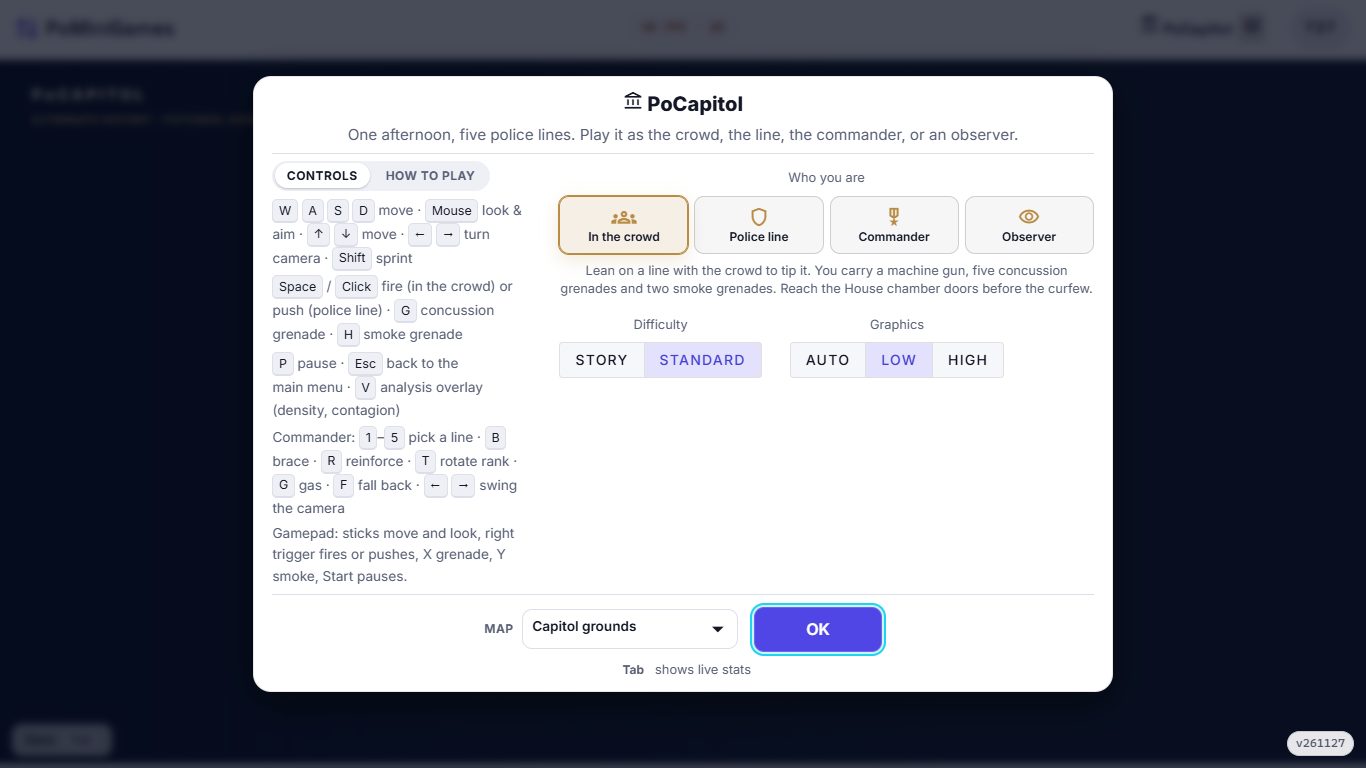 PoMiniGames
PoCapitol
PoCapitol
One afternoon, five police lines. Play it as the crowd, the line, the commander, or an observer.
CONTROLS HOW TO PLAY
W A S D move · Mouse look &
aim · ↑ ↓ move · ← → turn
camera · Shift sprint
Space / Click fire (in the crowd) or
push (police line) · G concussion
grenade · H smoke grenade
P pause · Esc back to the
main menu · V analysis overlay
(density, contagion)
Commander: 1–5 pick a line · B
brace · R reinforce · T rotate rank ·
G gas · F fall back · ← → swing
the camera
Gamepad: sticks move and look, right
trigger fires or pushes, X grenade, Y
smoke, Start pauses.
Who you are
In the crowd
Police line
Commander
Observer
Lean on a line with the crowd to tip it. You carry a machine gun, five concussion
grenades and two smoke grenades. Reach the House chamber doors before the curfew.
Difficulty
STORY STANDARD
Graphics
AUTO LOW HIGH
MAP Capitol grounds OK
Tab shows live stats
v261127